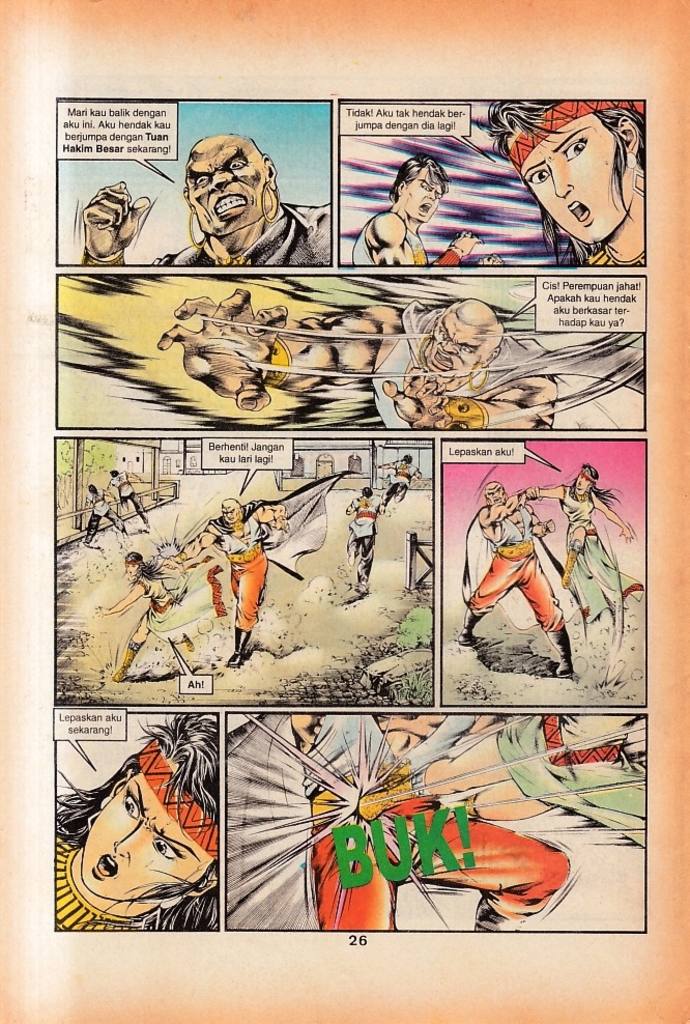 Mari kau balik dengan
aku ini. Aku hendak kau
berjumpa dengan Tuan
Hakim Besar sekarang!
Tidak! Aku tak hendak ber-
jumpa dengan dia lagi!
Cis! Perempuan jahat!
Apakah kau hendak
aku berkasar ter-
hadap kau ya?
Berhenti! Jangan
kau lari lagi!
Ah!
Lepaskan aku!
Lepaskan aku
sekarang!
BUK!
26